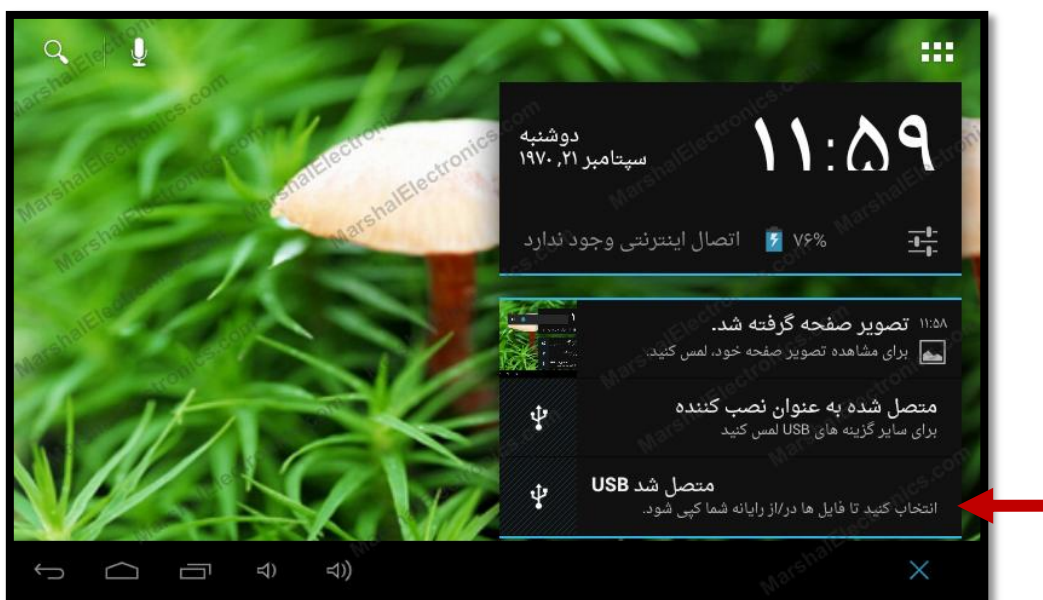 ۱۱:۵۹
دوشنبه
سپتامبر ۲۱, ۱۹۷۰
۷۶%
اتصال اینترنتی وجود ندارد
تصویر صفحه گرفته شد.
۱۱:۵۸
برای مشاهده تصویر صفحه خود، لمس کنید.
متصل شده به عنوان نصب کننده
برای سایر گزینه های USB لمس کنید
متصل شد USB
انتخاب کنید تا فایل ها در/از رایانه شما کپی شود.
MarshalElectronics.com